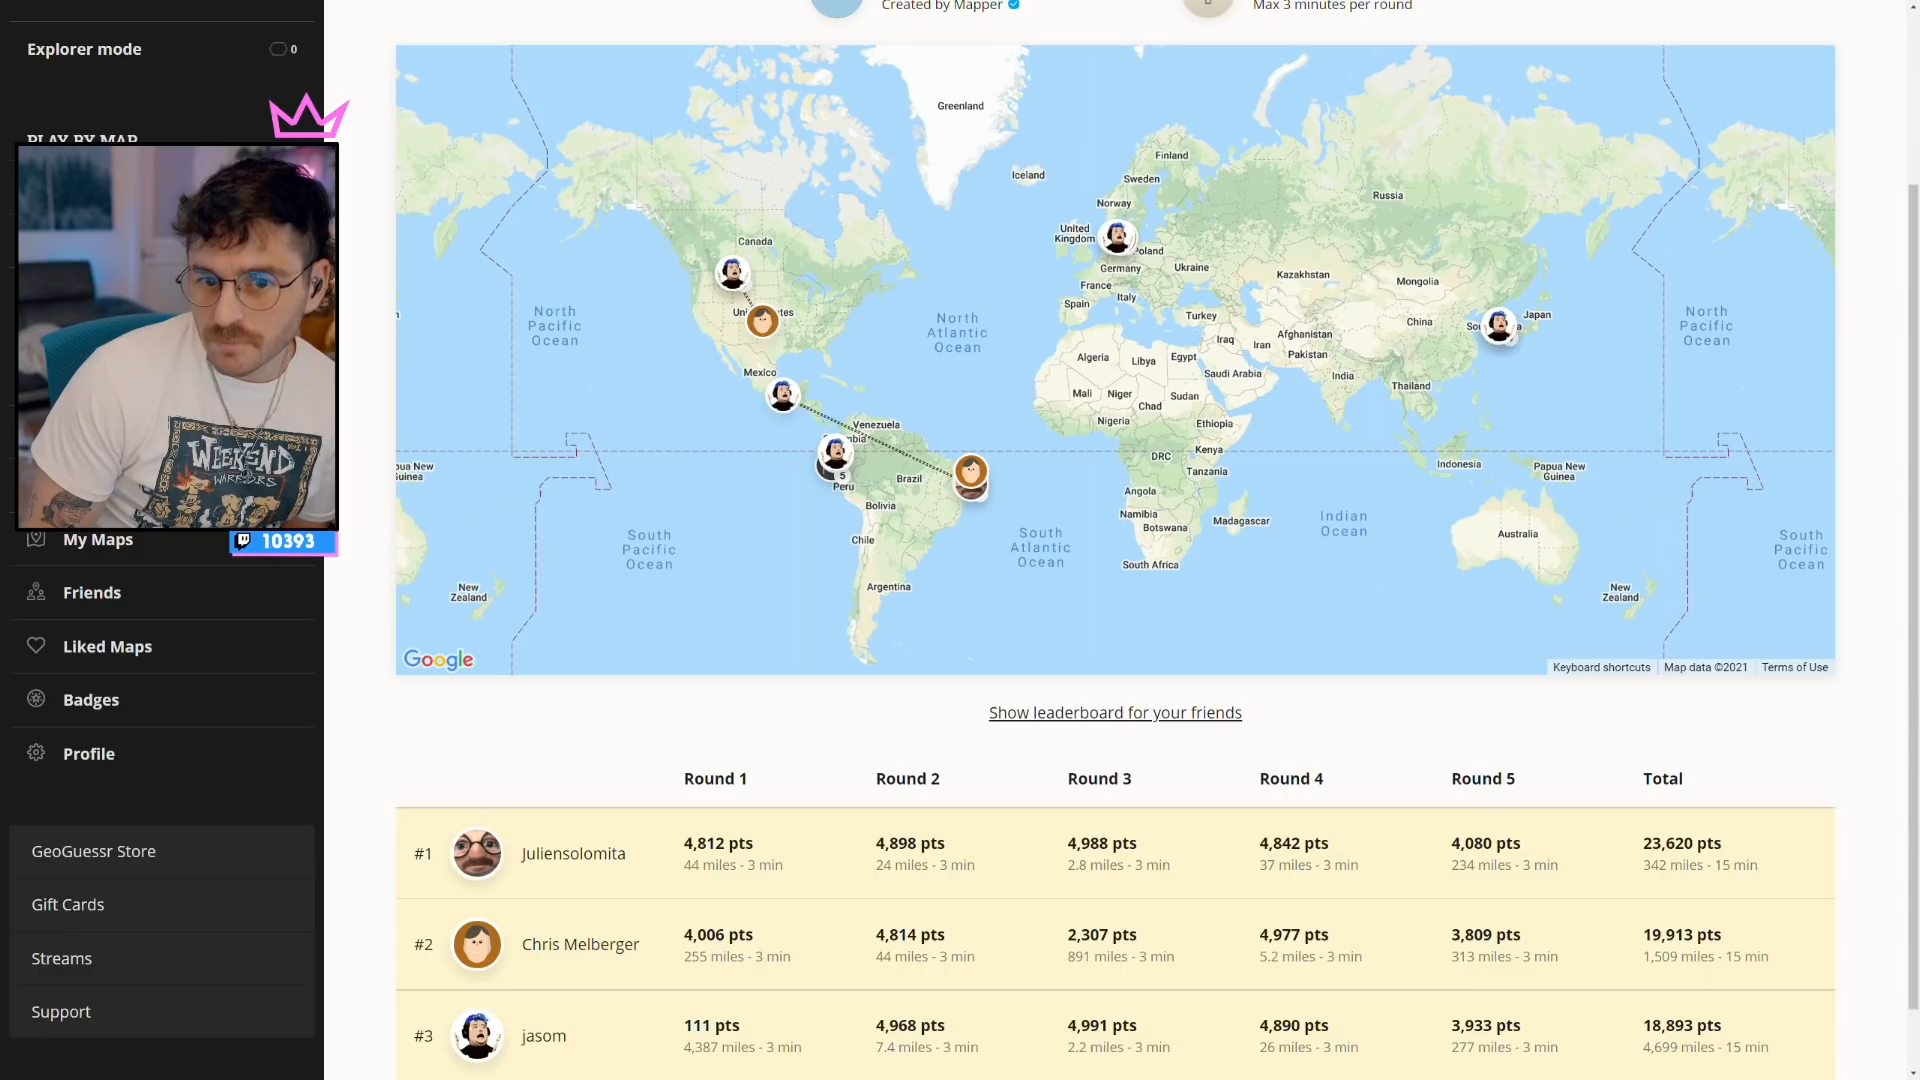 Explorer mode
0
PLAY BY MAP
WEEKEND
WARRIORS
10393
My Maps
Friends
Liked Maps
Badges
Profile
GeoGuessr Store
Gift Cards
Streams
Support
Created by Mapper
Max 3 minutes per round
Greenland
Iceland
Finland
Sweden
Norway
Russia
Canada
United
Kingdom
Poland
Germany
Ukraine
Kazakhstan
Mongolia
France
Italy
Spain
Turkey
China
Japan
North
Pacific
Ocean
North
Atlantic
Ocean
North
Pacific
Ocean
Afghanistan
Iraq
Iran
Pakistan
Algeria
Libya
Egypt
Saudi Arabia
India
Thailand
Mexico
Mali
Niger
Chad
Sudan
Nigeria
Ethiopia
Venezuela
DRC
Kenya
Tanzania
Indonesia
Papua New
Guinea
Brazil
5
Peru
Bolivia
Angola
Namibia
Botswana
Madagascar
South
Pacific
Ocean
South
Atlantic
Ocean
Indian
Ocean
Australia
South
Pacific
Ocean
Chile
South Africa
Argentina
New
Zealand
New
Zealand
Google
Keyboard shortcuts
Map data ©2021
Terms of Use
Show leaderboard for your friends
Round 1 Round 2 Round 3 Round 4 Round 5 Total
#1 Juliensolomita 4,812 pts 4,898 pts 4,988 pts 4,842 pts 4,080 pts 23,620 pts
44 miles - 3 min 24 miles - 3 min 2.8 miles - 3 min 37 miles - 3 min 234 miles - 3 min 342 miles - 15 min
#2 Chris Melberger 4,006 pts 4,814 pts 2,307 pts 4,977 pts 3,809 pts 19,913 pts
255 miles - 3 min 44 miles - 3 min 891 miles - 3 min 5.2 miles - 3 min 313 miles - 3 min 1,509 miles - 15 min
#3 jasom 111 pts 4,968 pts 4,991 pts 4,890 pts 3,933 pts 18,893 pts
4,387 miles - 3 min 7.4 miles - 3 min 2.2 miles - 3 min 26 miles - 3 min 277 miles - 3 min 4,699 miles - 15 min